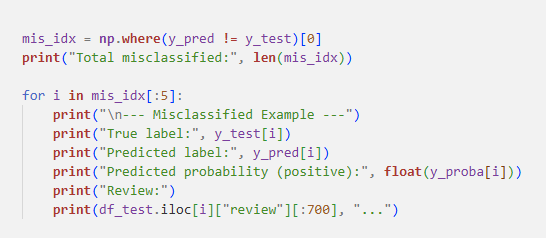 mis_idx = np.where(y_pred != y_test)[0]
print("Total misclassified:", len(mis_idx))

for i in mis_idx[:5]:
    print("\n--- Misclassified Example ---")
    print("True label:", y_test[i])
    print("Predicted label:", y_pred[i])
    print("Predicted probability (positive):", float(y_proba[i]))
    print("Review:")
    print(df_test.iloc[i]["review"][:700], "...")